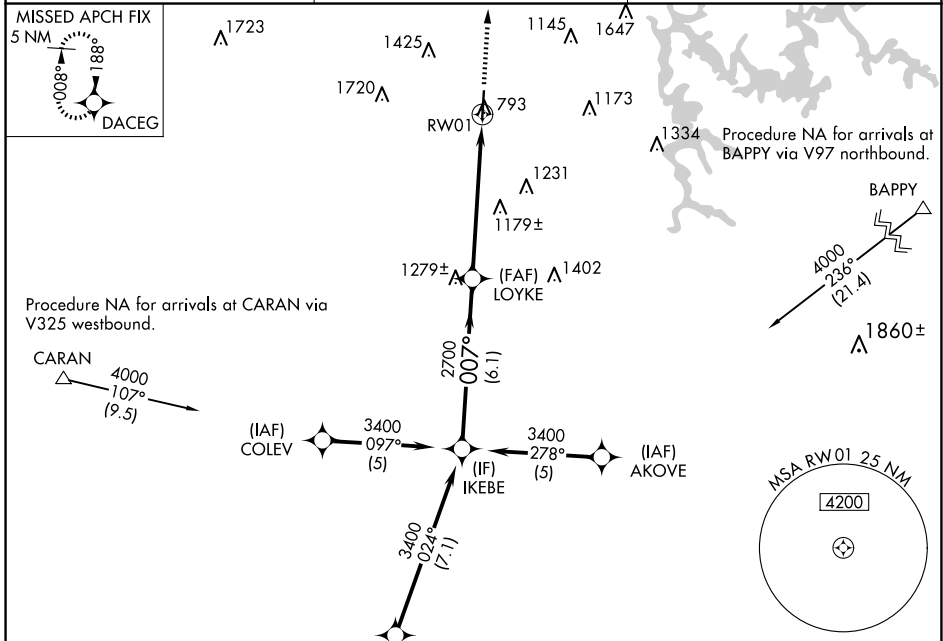 MISSED APCH FIX
5 NM
008°
188°
DACEG
1723
1425
1145
1647
1720
793
1173
RW01
1334
Procedure NA for arrivals at
BAPPY via V97 northbound.
1231
1179±
BAPPY
4000
236°
(21.4)
1279±
(FAF)
LOYKE
1402
Procedure NA for arrivals at CARAN via
V325 westbound.
1860±
CARAN
4000
107°
(9.5)
2700
007°
(6.1)
(IAF)
COLEV
3400
097°
(5)
(IF)
IKEBE
3400
278°
(5)
(IAF)
AKOVE
3400
024°
(7.1)
MSA RW01 25 NM
4200